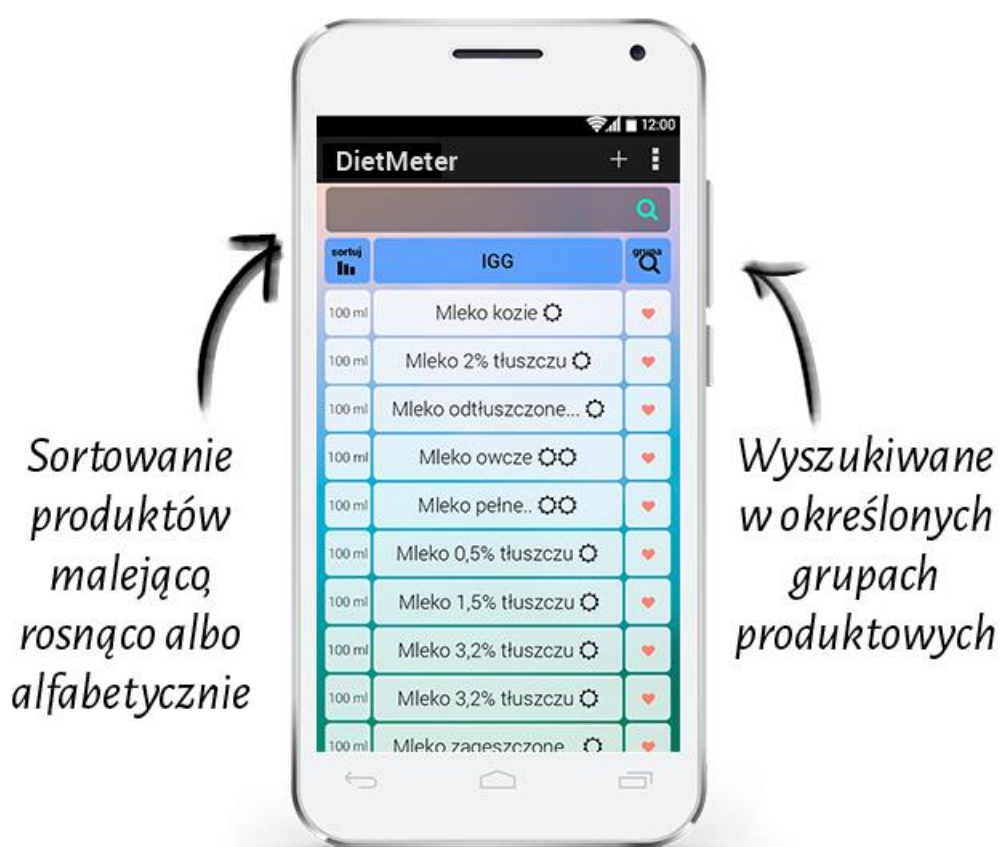 12:00
DietMeter
sortuj
IGG
grupa
100 ml Mleko kozie
100 ml Mleko 2% tłuszczu
100 ml Mleko odtłuszczone...
100 ml Mleko owcze
100 ml Mleko pełne..
100 ml Mleko 0,5% tłuszczu
100 ml Mleko 1,5% tłuszczu
100 ml Mleko 3,2% tłuszczu
100 ml Mleko 3,2% tłuszczu
100 ml Mleko zagęszczone
Sortowanie
produktów
malejąco,
rosnąco albo
alfabetycznie
Wyszukiwane
w określonych
grupach
produktowych